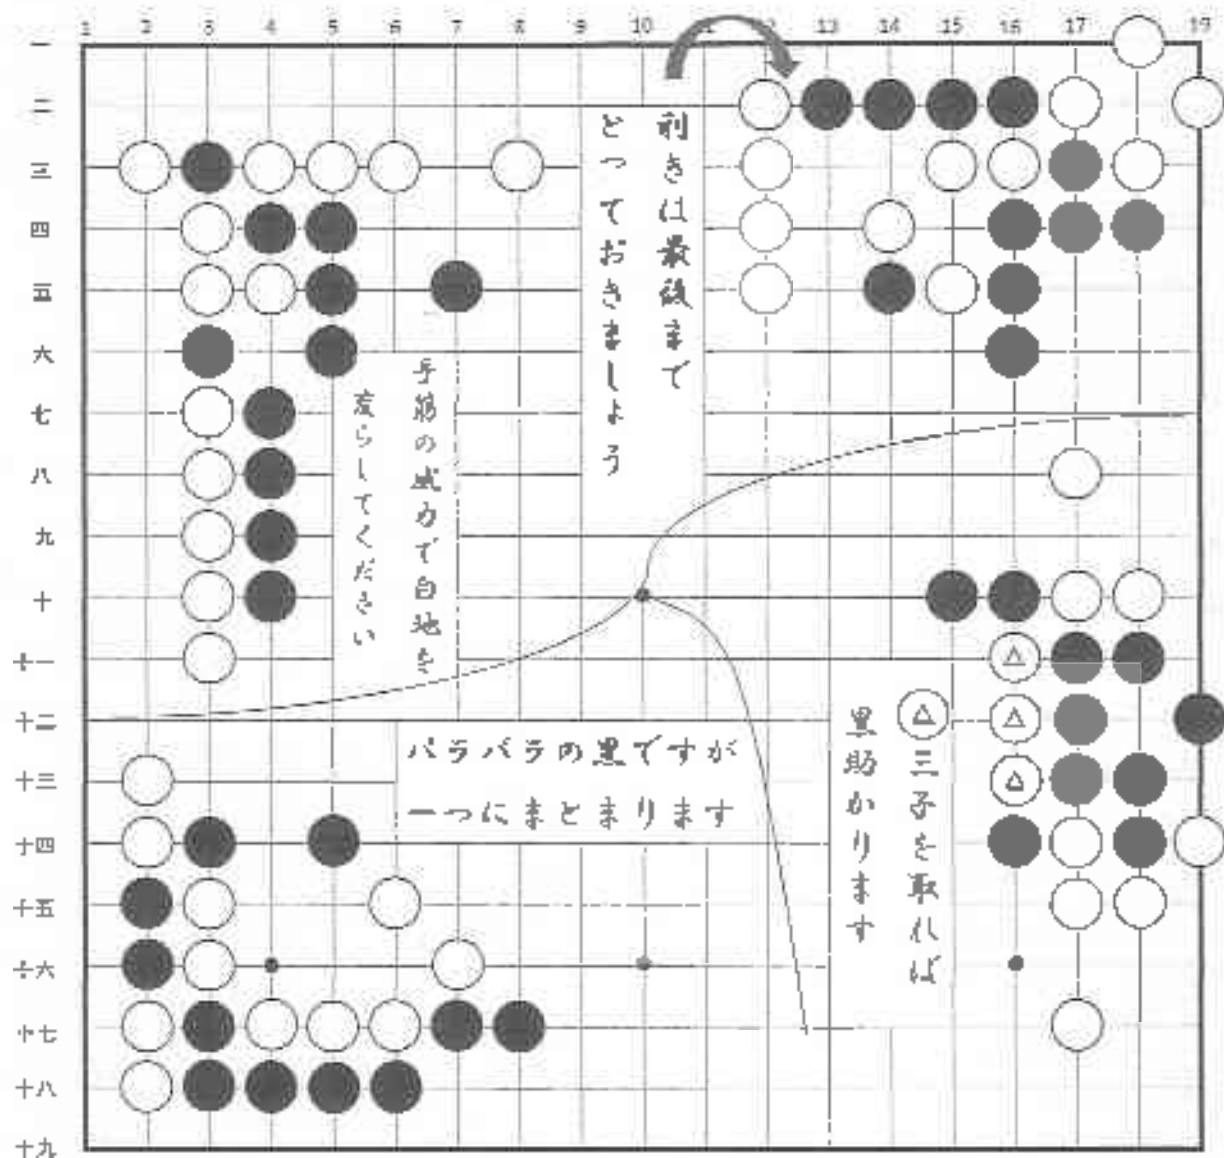 1 2 3 4 5 6 7 8 9 10 11 12 13 14 15 16 17 18 19
一
二
三
四
五
六
七
八
九
十
十一
十二
十三
十四
十五
十六
十七
十八
十九
利きは最後まで
とっておきましょう
手筋の威力で白地を
荒らしてください
バラバラの黒ですが
一つにまとまります
△三子を取れば
黒助かります
△
△
△